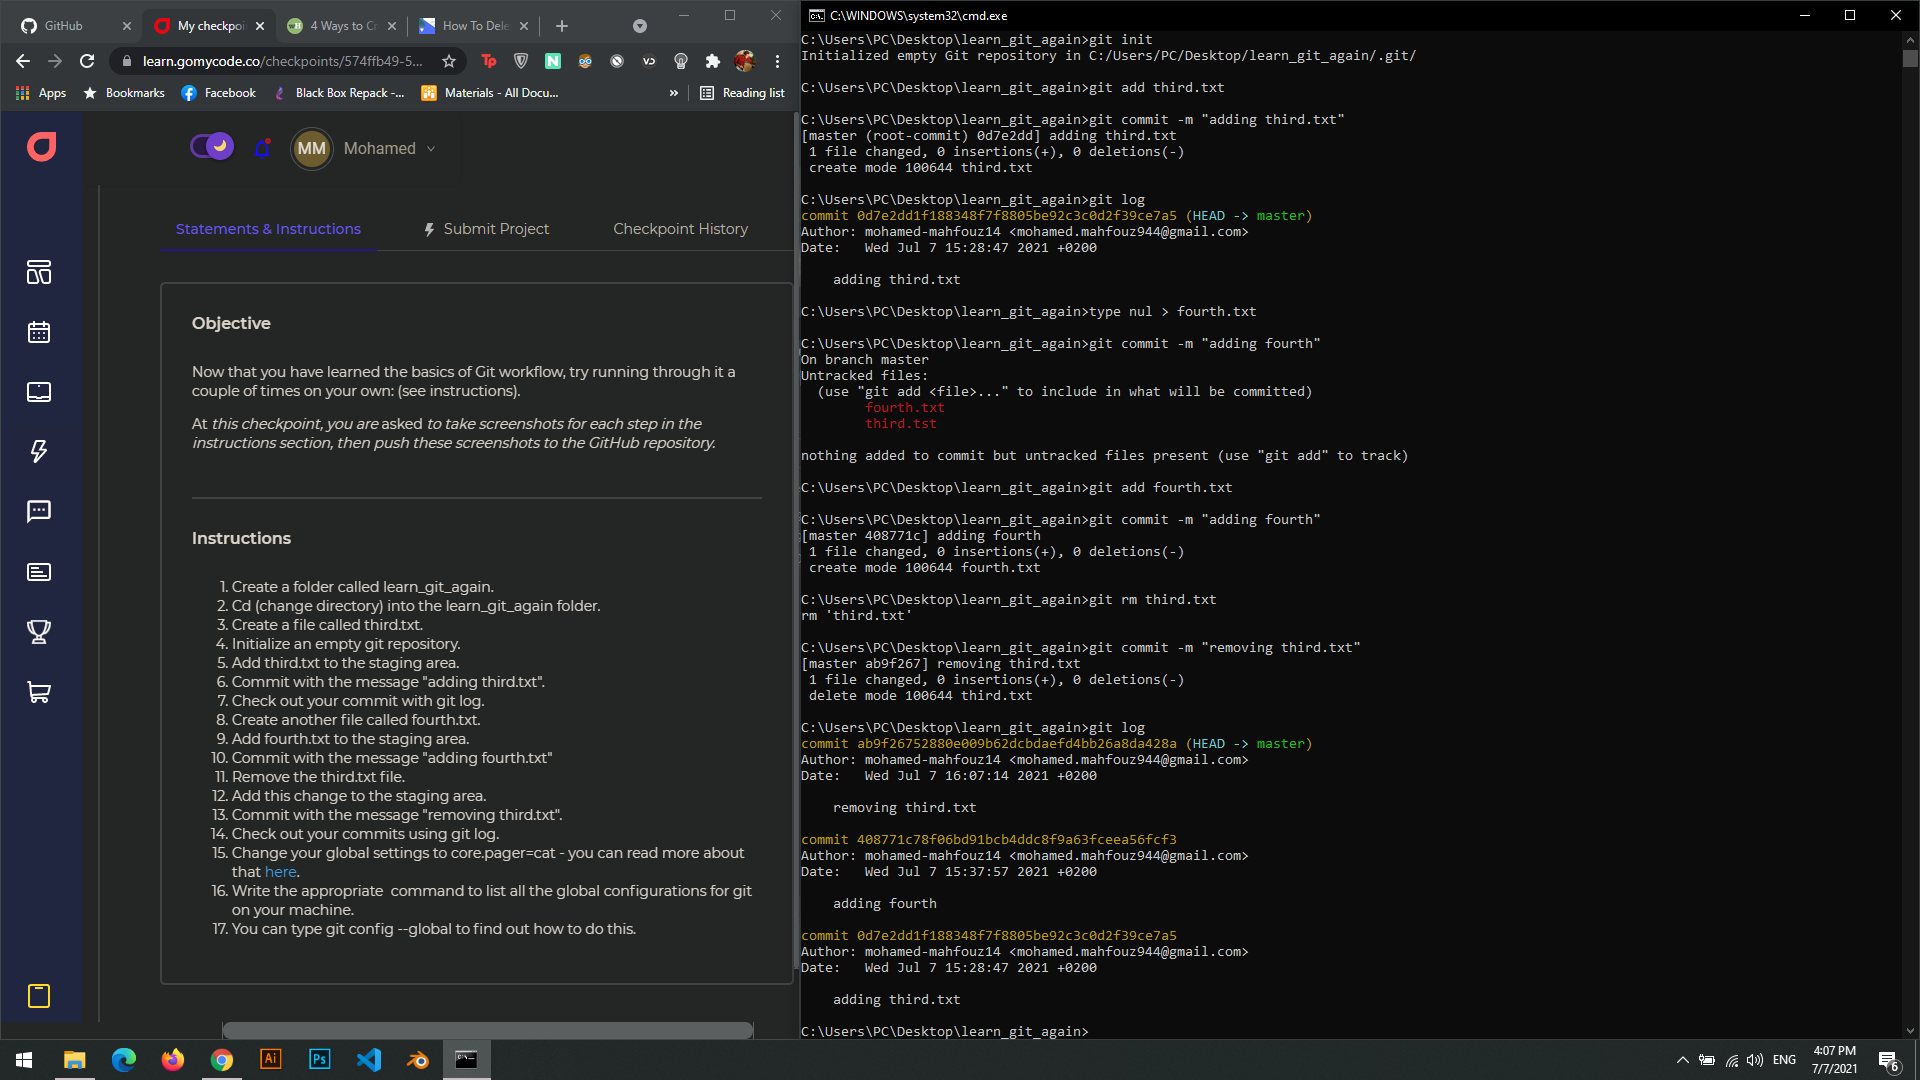 GitHub
My checkpoi
4 Ways to Cr
How To Dele
learn.gomycode.co/checkpoints/574ffb49-5...
Apps
Bookmarks
Facebook
Black Box Repack -...
Materials - All Docu...
»
Reading list
MM
Mohamed
Statements & Instructions
Submit Project
Checkpoint History
Objective
Now that you have learned the basics of Git workflow, try running through it a
couple of times on your own: (see instructions).
At this checkpoint, you are asked to take screenshots for each step in the
instructions section, then push these screenshots to the GitHub repository.
Instructions
1. Create a folder called learn_git_again.
2. Cd (change directory) into the learn_git_again folder.
3. Create a file called third.txt.
4. Initialize an empty git repository.
5. Add third.txt to the staging area.
6. Commit with the message "adding third.txt".
7. Check out your commit with git log.
8. Create another file called fourth.txt.
9. Add fourth.txt to the staging area.
10. Commit with the message "adding fourth.txt"
11. Remove the third.txt file.
12. Add this change to the staging area.
13. Commit with the message "removing third.txt".
14. Check out your commits using git log.
15. Change your global settings to core.pager=cat - you can read more about
that here.
16. Write the appropriate  command to list all the global configurations for git
on your machine.
17. You can type git config --global to find out how to do this.
C:\WINDOWS\system32\cmd.exe
C:\Users\PC\Desktop\learn_git_again>git init
Initialized empty Git repository in C:/Users/PC/Desktop/learn_git_again/.git/
C:\Users\PC\Desktop\learn_git_again>git add third.txt
C:\Users\PC\Desktop\learn_git_again>git commit -m "adding third.txt"
[master (root-commit) 0d7e2dd] adding third.txt
1 file changed, 0 insertions(+), 0 deletions(-)
create mode 100644 third.txt
C:\Users\PC\Desktop\learn_git_again>git log
commit 0d7e2dd1f188348f7f8805be92c3c0d2f39ce7a5 (HEAD -> master)
Author: mohamed-mahfouz14 <mohamed.mahfouz944@gmail.com>
Date:   Wed Jul 7 15:28:47 2021 +0200
adding third.txt
C:\Users\PC\Desktop\learn_git_again>type nul > fourth.txt
C:\Users\PC\Desktop\learn_git_again>git commit -m "adding fourth"
On branch master
Untracked files:
(use "git add <file>..." to include in what will be committed)
fourth.txt
third.tst
nothing added to commit but untracked files present (use "git add" to track)
C:\Users\PC\Desktop\learn_git_again>git add fourth.txt
C:\Users\PC\Desktop\learn_git_again>git commit -m "adding fourth"
[master 408771c] adding fourth
1 file changed, 0 insertions(+), 0 deletions(-)
create mode 100644 fourth.txt
C:\Users\PC\Desktop\learn_git_again>git rm third.txt
rm 'third.txt'
C:\Users\PC\Desktop\learn_git_again>git commit -m "removing third.txt"
[master ab9f267] removing third.txt
1 file changed, 0 insertions(+), 0 deletions(-)
delete mode 100644 third.txt
C:\Users\PC\Desktop\learn_git_again>git log
commit ab9f26752880e009b62dcbdaefd4bb26a8da428a (HEAD -> master)
Author: mohamed-mahfouz14 <mohamed.mahfouz944@gmail.com>
Date:   Wed Jul 7 16:07:14 2021 +0200
removing third.txt
commit 408771c78f06bd91bcb4ddc8f9a63fceea56fcf3
Author: mohamed-mahfouz14 <mohamed.mahfouz944@gmail.com>
Date:   Wed Jul 7 15:37:57 2021 +0200
adding fourth
commit 0d7e2dd1f188348f7f8805be92c3c0d2f39ce7a5
Author: mohamed-mahfouz14 <mohamed.mahfouz944@gmail.com>
Date:   Wed Jul 7 15:28:47 2021 +0200
adding third.txt
C:\Users\PC\Desktop\learn_git_again>
Ai
Ps
ENG
4:07 PM
7/7/2021
6